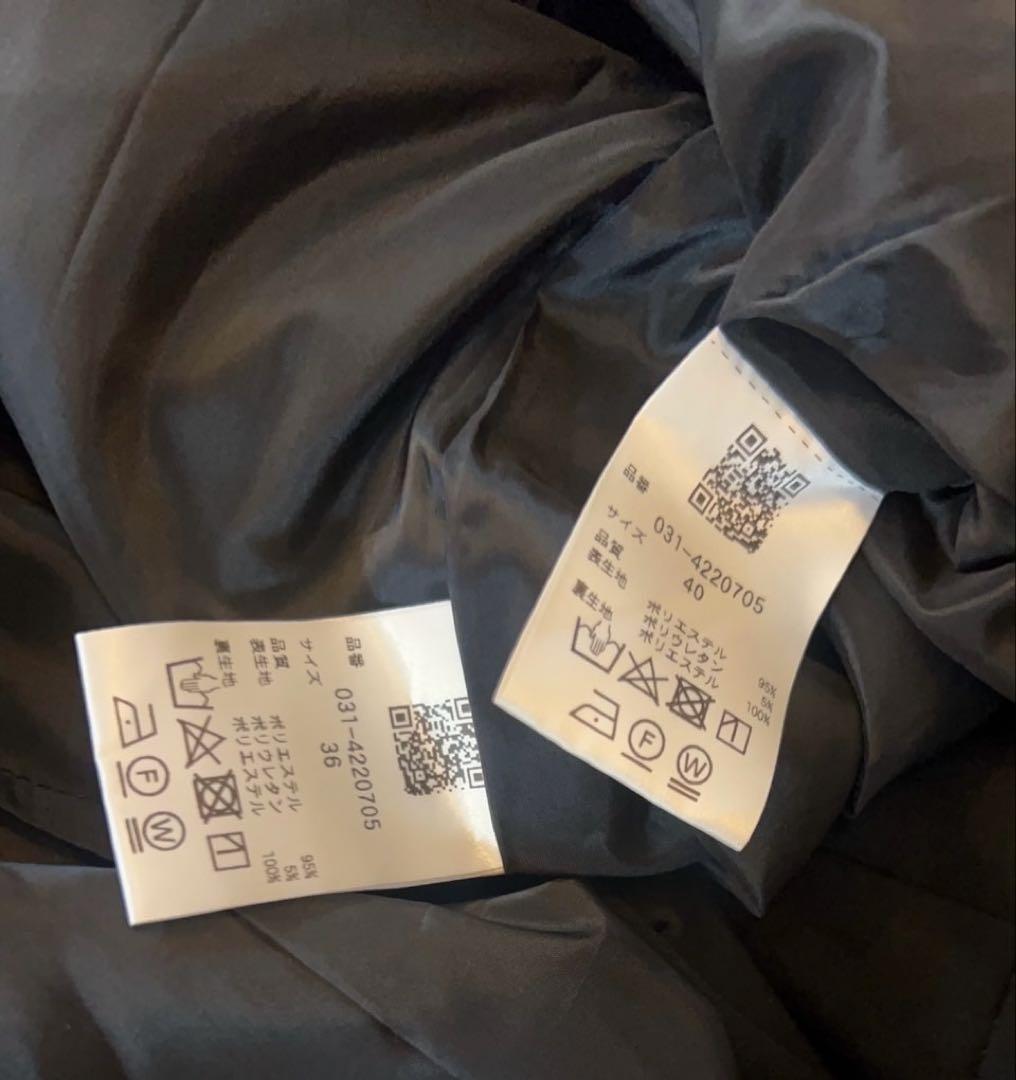 品番
031-4220705
サイズ 40
品質
表生地 ポリエステル 95%
ポリウレタン 5%
裏生地 ポリエステル 100%
F
W
品番
031-4220705
サイズ 36
品質
表生地 ポリエステル 95%
ポリウレタン 5%
裏生地 ポリエステル 100%
F
W